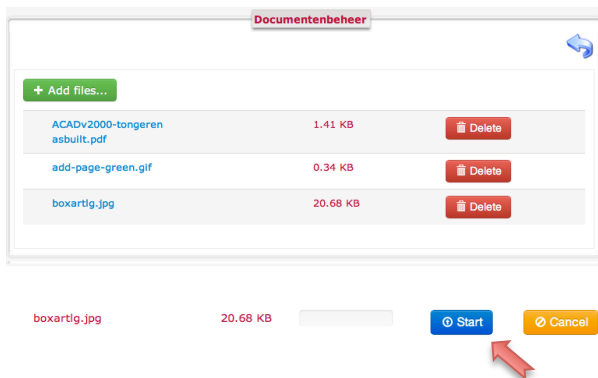 Documentenbeheer
+ Add files...
ACADv2000-tongeren 1.41 KB Delete
asbuilt.pdf
add-page-green.gif 0.34 KB Delete
boxartlg.jpg 20.68 KB Delete
boxartlg.jpg 20.68 KB Start Cancel